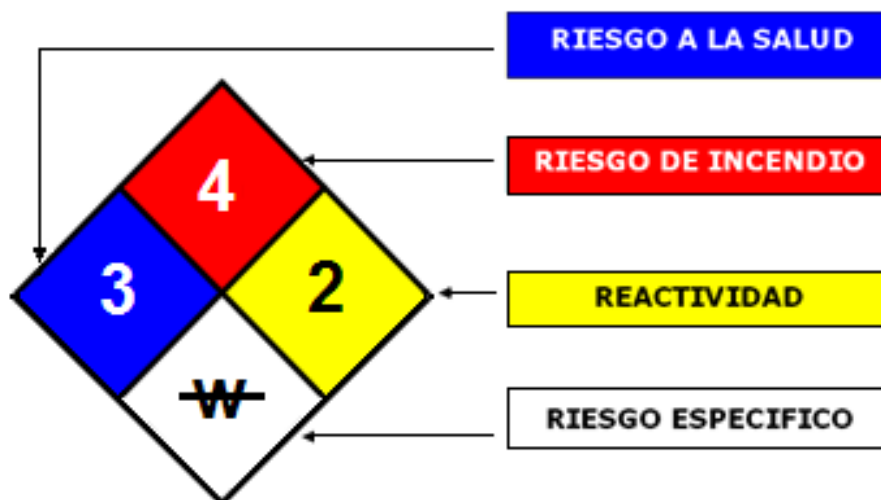 RIESGO A LA SALUD
4
RIESGO DE INCENDIO
3
2
REACTIVIDAD
W
RIESGO ESPECIFICO